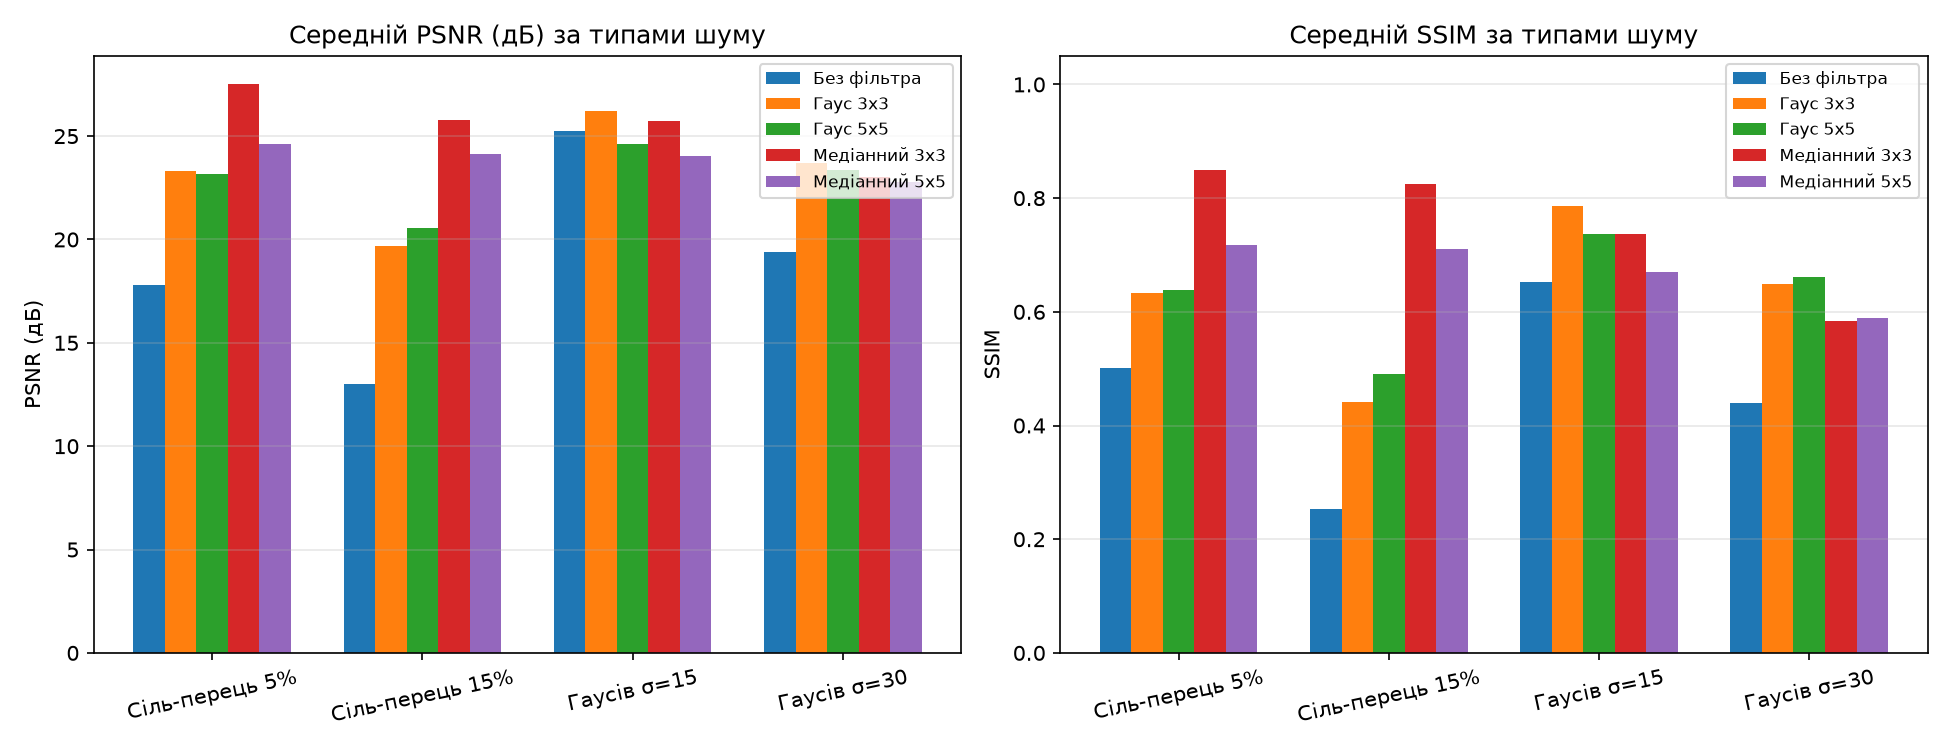 Середній PSNR (дБ) за типами шуму
PSNR (дБ)
25
20
15
10
5
0
Без фільтра
Гаус 3x3
Гаус 5x5
Медіанний 3x3
Медіанний 5x5
Сіль-перець 5%
Сіль-перець 15%
Гаусів σ=15
Гаусів σ=30
Середній SSIM за типами шуму
SSIM
1.0
0.8
0.6
0.4
0.2
0.0
Без фільтра
Гаус 3x3
Гаус 5x5
Медіанний 3x3
Медіанний 5x5
Сіль-перець 5%
Сіль-перець 15%
Гаусів σ=15
Гаусів σ=30